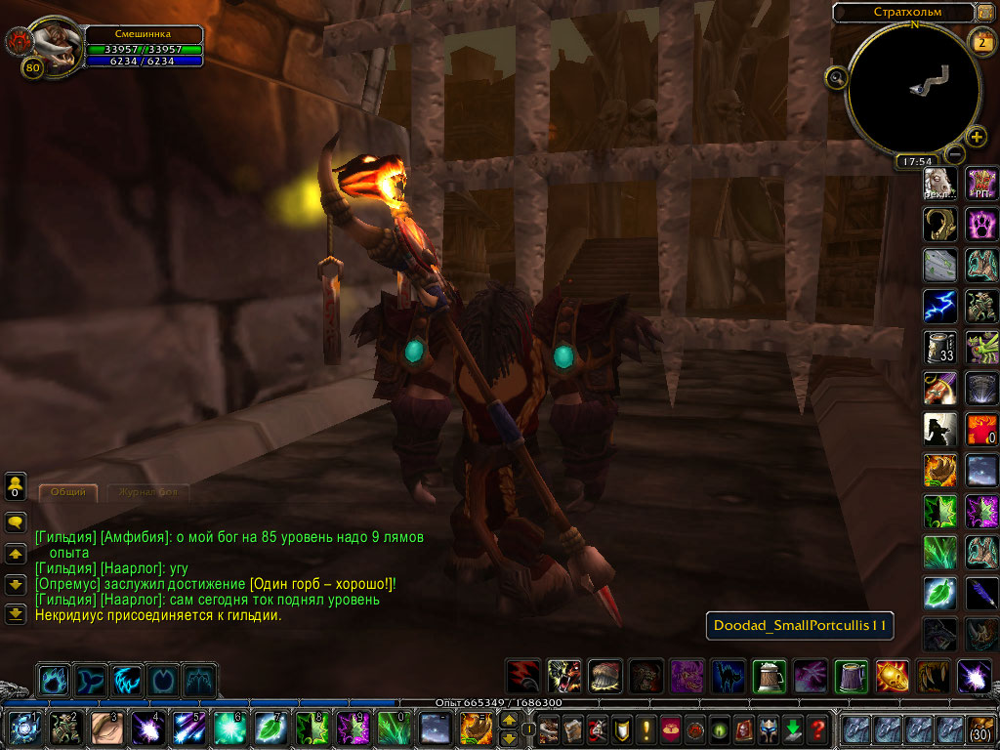 Смешиннка
33957 / 33957
6234 / 6234
80
Стратхольм
N
2
17:54
рекл...
РП-
33
0
0
Общий
Журнал боя
[Гильдия] [Амфибия]: о мой бог на 85 уровень надо 9 лямов
опыта
[Гильдия] [Наарлог]: угу
[Опремус] заслужил достижение [Один горб – хорошо!]!
[Гильдия] [Наарлог]: сам сегодня ток поднял уровень
Некридиус присоединяется к гильдии.
Doodad_SmallPortcullis11
Опыт 665349 / 1686300
1 2 3 4 5 6 7 8 9 0 - =
1
(30)